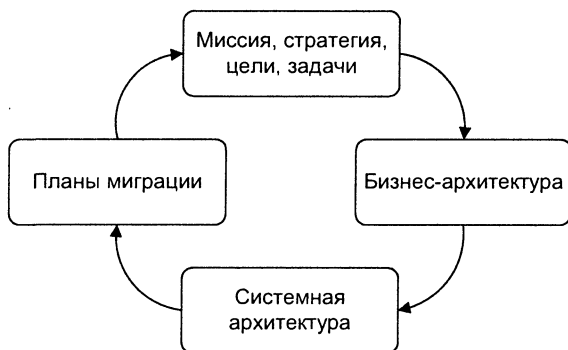 Миссия, стратегия,
цели, задачи
Планы миграции
Бизнес-архитектура
Системная
архитектура